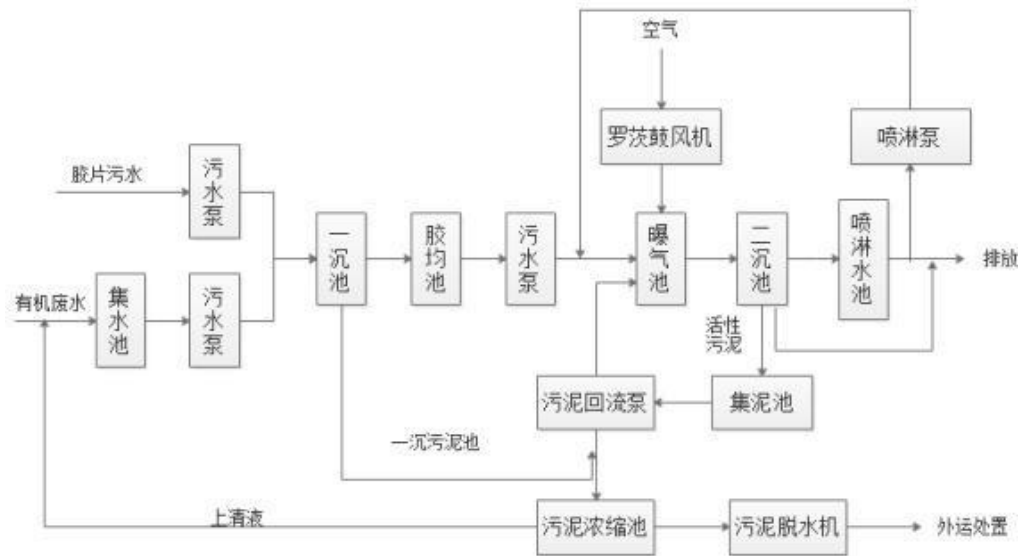 空气
罗茨鼓风机
喷淋泵
胶片污水
污水泵
一沉池
胶均池
污水泵
曝气池
二沉池
喷淋水池
排放
有机废水
集水池
污水泵
活性
污泥
污泥回流泵
集泥池
一沉污泥池
上清液
污泥浓缩池
污泥脱水机
外运处置